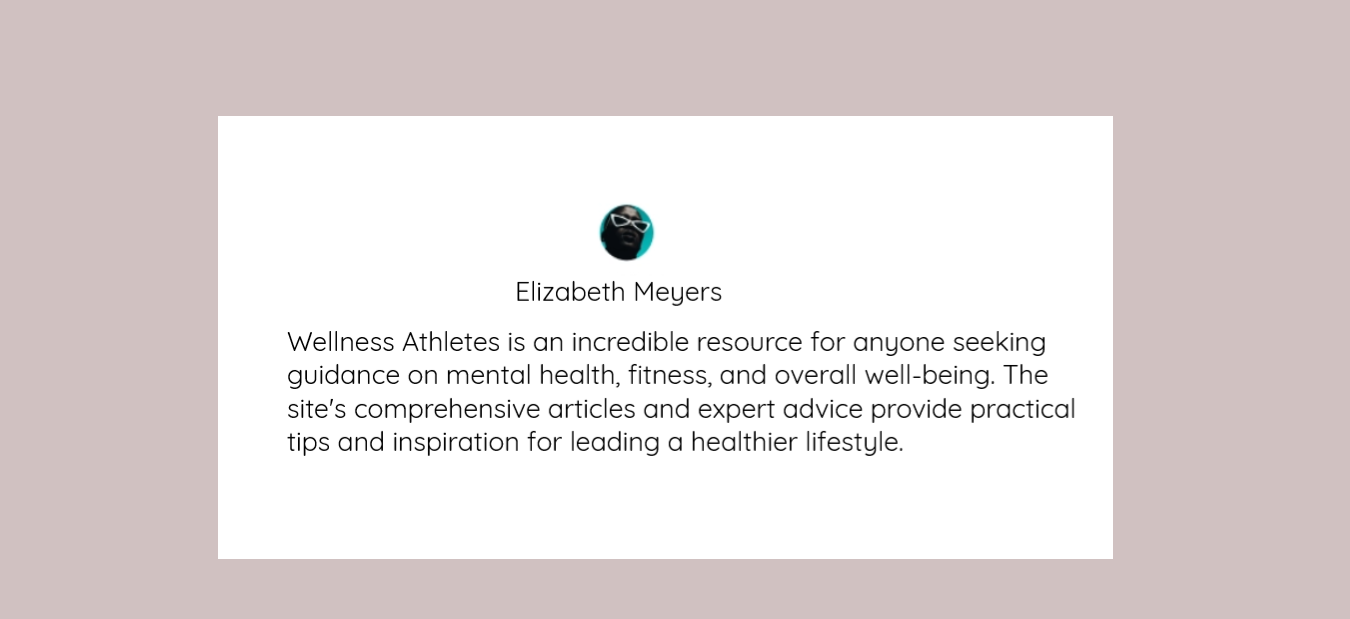 Elizabeth Meyers
Wellness Athletes is an incredible resource for anyone seeking
guidance on mental health, fitness, and overall well-being. The
site's comprehensive articles and expert advice provide practical
tips and inspiration for leading a healthier lifestyle.